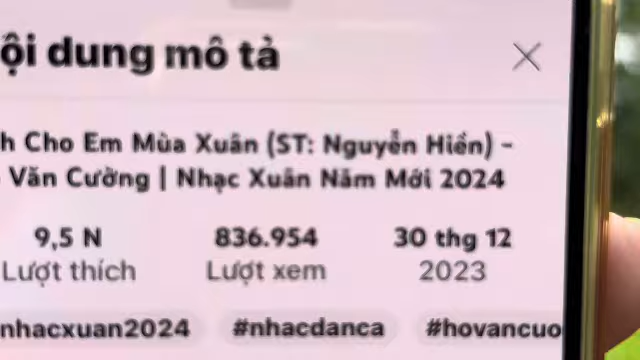 ội dung mô tả
h Cho Em Mùa Xuân (ST: Nguyễn Hiền) -
Văn Cường | Nhạc Xuân Năm Mới 2024
9,5 N 836.954 30 thg 12
Lượt thích Lượt xem 2023
nhacxuan2024 #nhacdanca #hovancuo